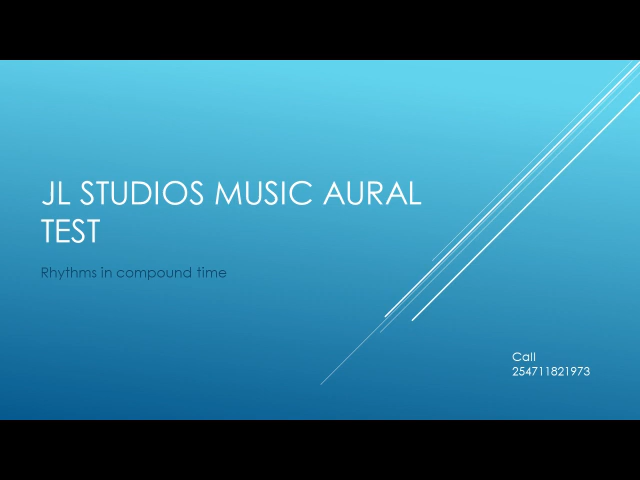 JL STUDIOS MUSIC AURAL
TEST
Rhythms in compound time
Call
254711821973